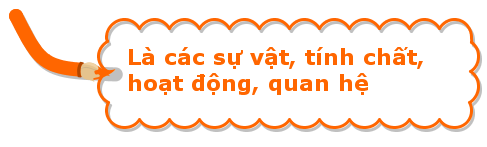 Là các sự vật, tính chất,
hoạt động, quan hệ